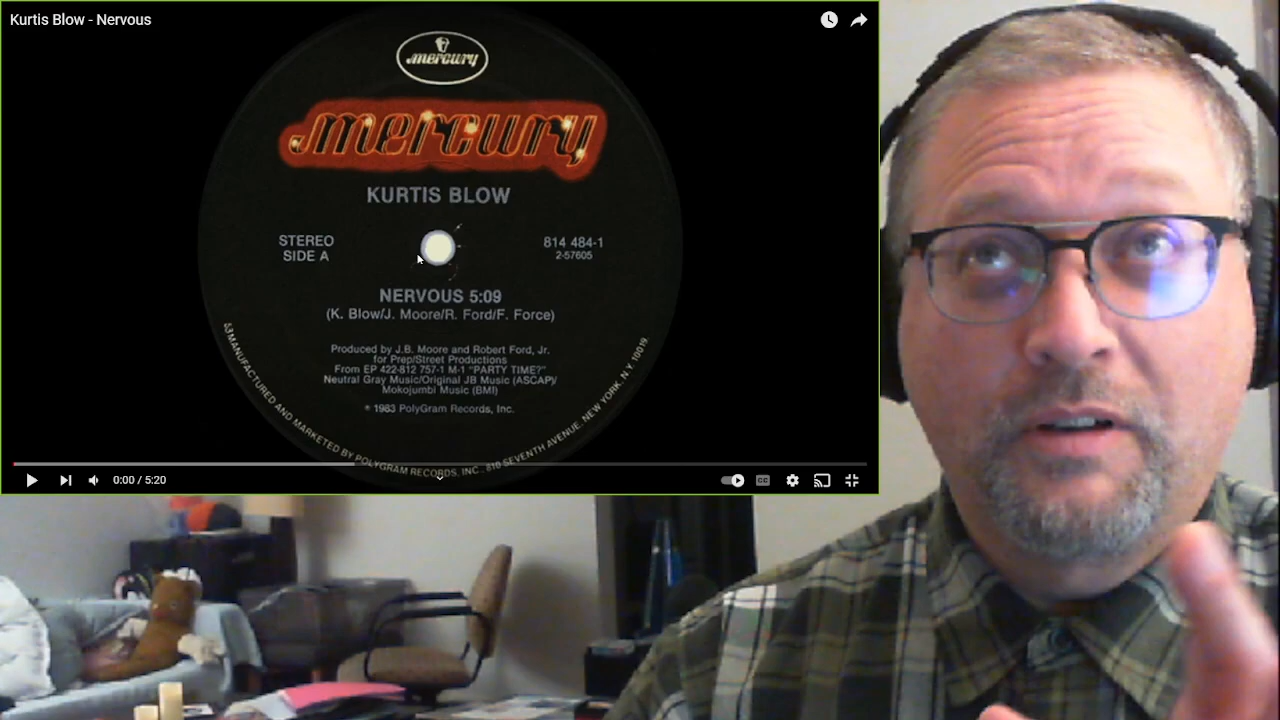 Kurtis Blow - Nervous
mercury
mercury
KURTIS BLOW
STEREO
SIDE A
814 484-1
2-57605
NERVOUS 5:09
(K. Blow/J. Moore/R. Ford/F. Force)
Produced by J.B. Moore and Robert Ford, Jr.
for Prep/Street Productions
From EP 422-812 757-1 M-1 "PARTY TIME?"
Neutral Gray Music/Original JB Music (ASCAP)/
Mokojumbi Music (BMI)
℗ 1983 PolyGram Records, Inc.
MANUFACTURED AND MARKETED BY POLYGRAM RECORDS, INC., 810 SEVENTH AVENUE, NEW YORK, N.Y. 10019
0:00 / 5:20
CC